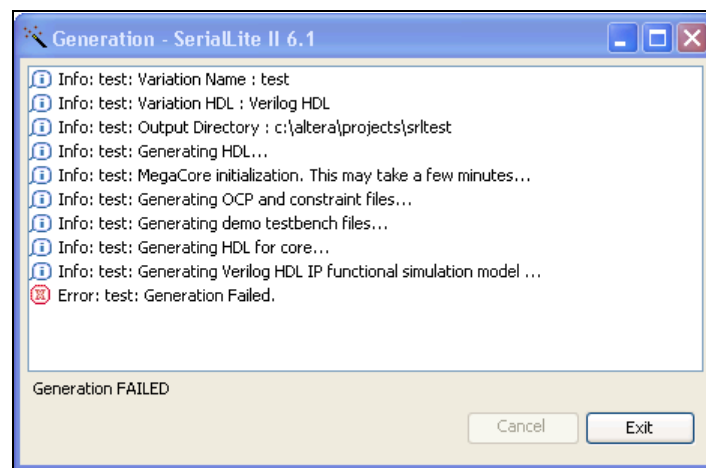 Generation - SerialLite II 6.1
Info: test: Variation Name : test
Info: test: Variation HDL : Verilog HDL
Info: test: Output Directory : c:\altera\projects\srltest
Info: test: Generating HDL...
Info: test: MegaCore initialization. This may take a few minutes...
Info: test: Generating OCP and constraint files...
Info: test: Generating demo testbench files...
Info: test: Generating HDL for core...
Info: test: Generating Verilog HDL IP functional simulation model ...
Error: test: Generation Failed.
Generation FAILED
Cancel Exit